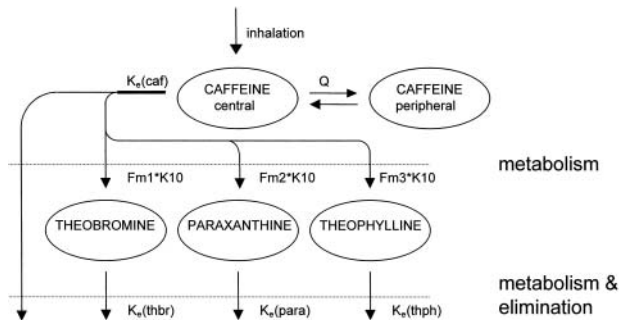 inhalation
Ke(caf)
CAFFEINE
central
Q
CAFFEINE
peripheral
metabolism
Fm1*K10
Fm2*K10
Fm3*K10
THEOBROMINE
PARAXANTHINE
THEOPHYLLINE
metabolism &
elimination
Ke(thbr)
Ke(para)
Ke(thph)